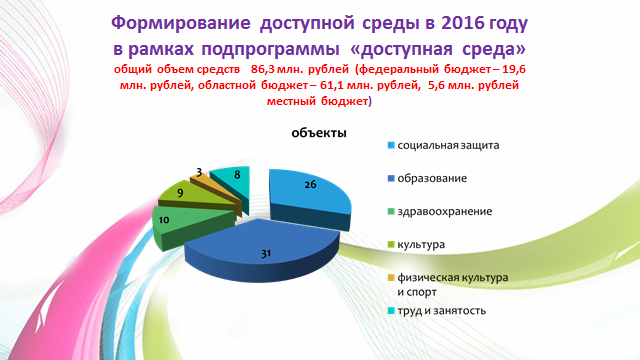 Формирование доступной среды в 2016 году
в рамках подпрограммы «доступная среда»
общий объем средств 86,3 млн. рублей (федеральный бюджет – 19,6
млн. рублей, областной бюджет – 61,1 млн. рублей, 5,6 млн. рублей
местный бюджет)
объекты
3
8
26
9
10
31
социальная защита
образование
здравоохранение
культура
физическая культура
и спорт
труд и занятость